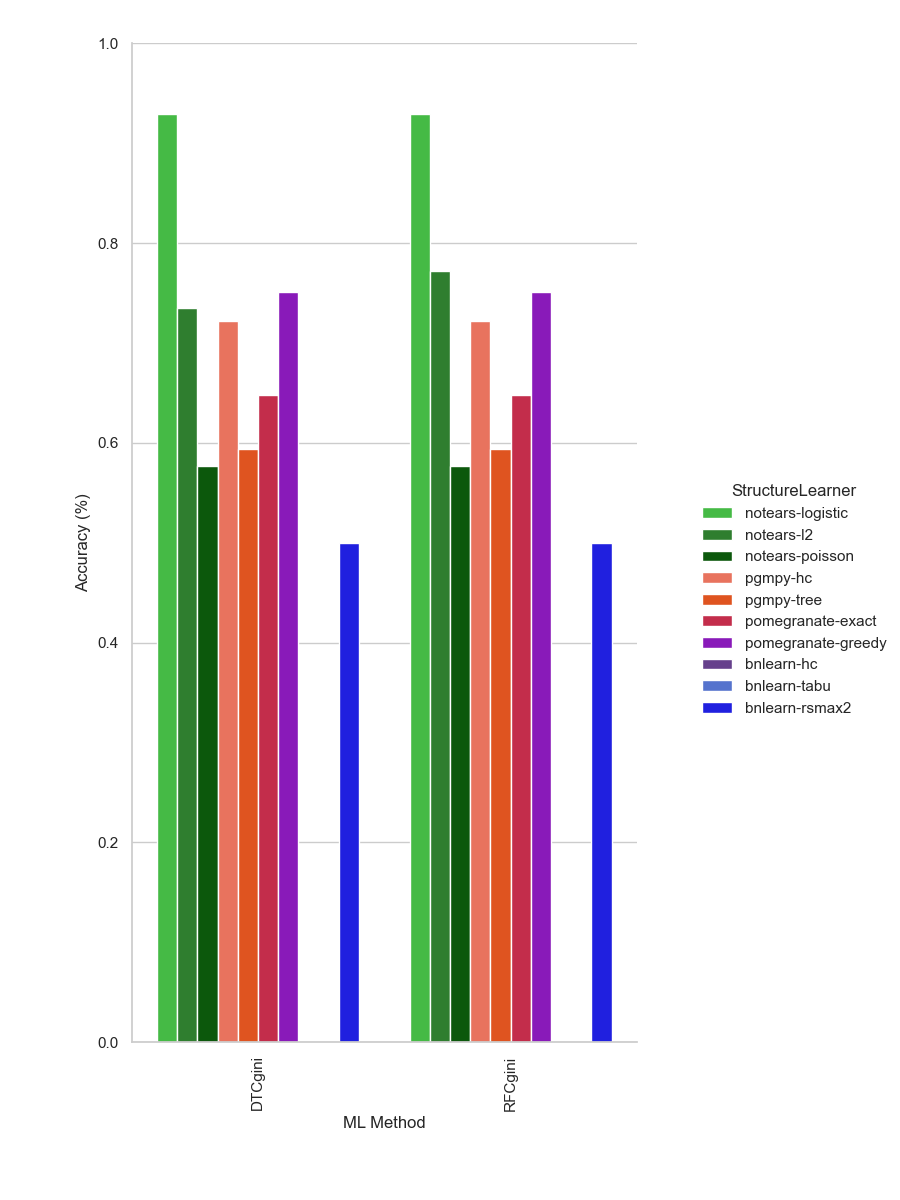 1.0
0.8
0.6
0.4
0.2
0.0
Accuracy (%)
DTCgini
RFCgini
ML Method
StructureLearner
notears-logistic
notears-l2
notears-poisson
pgmpy-hc
pgmpy-tree
pomegranate-exact
pomegranate-greedy
bnlearn-hc
bnlearn-tabu
bnlearn-rsmax2